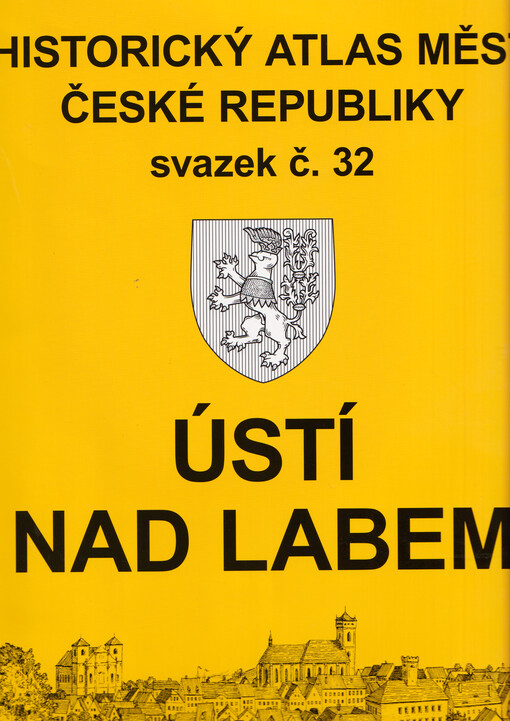 HISTORICKÝ ATLAS MĚST
ČESKÉ REPUBLIKY
svazek č. 32
ÚSTÍ
NAD LABEM